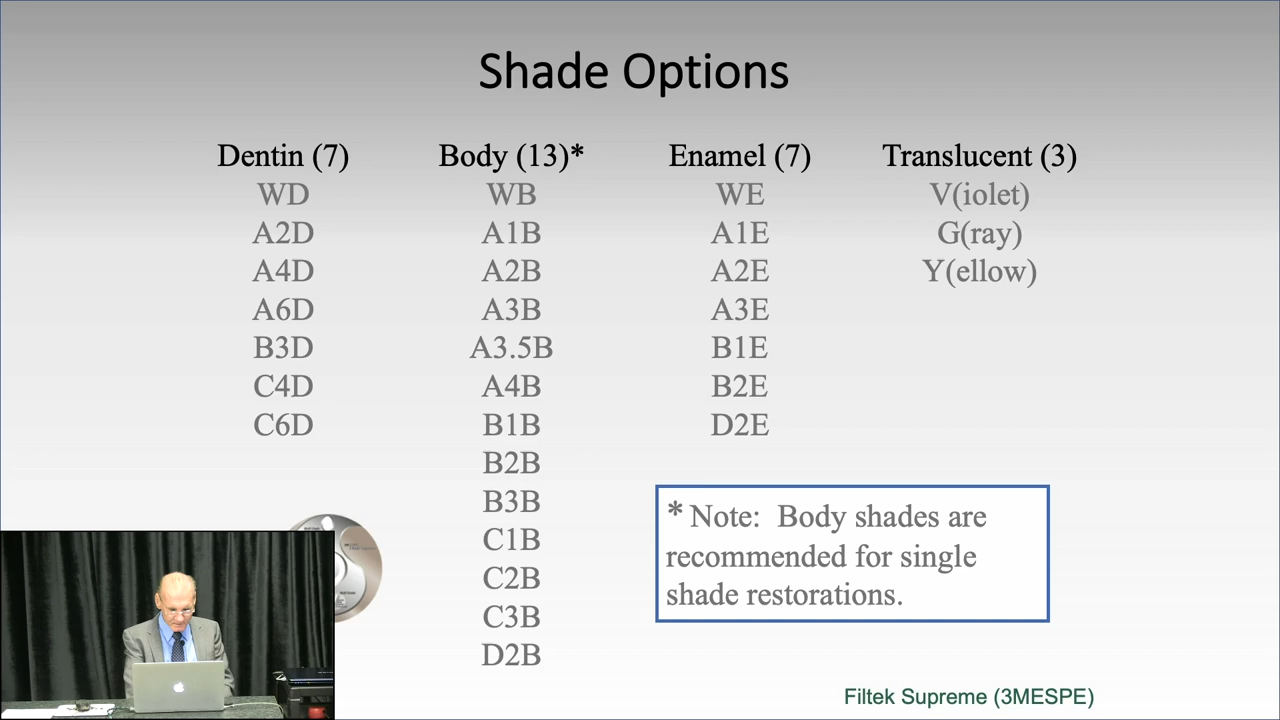 Shade Options
Dentin (7)
WD
A2D
A4D
A6D
B3D
C4D
C6D
Body (13)*
WB
A1B
A2B
A3B
A3.5B
A4B
B1B
B2B
B3B
C1B
C2B
C3B
D2B
Enamel (7)
WE
A1E
A2E
A3E
B1E
B2E
D2E
Translucent (3)
V(iolet)
G(ray)
Y(ellow)
* Note:  Body shades are
recommended for single
shade restorations.
Filtek Supreme (3MESPE)